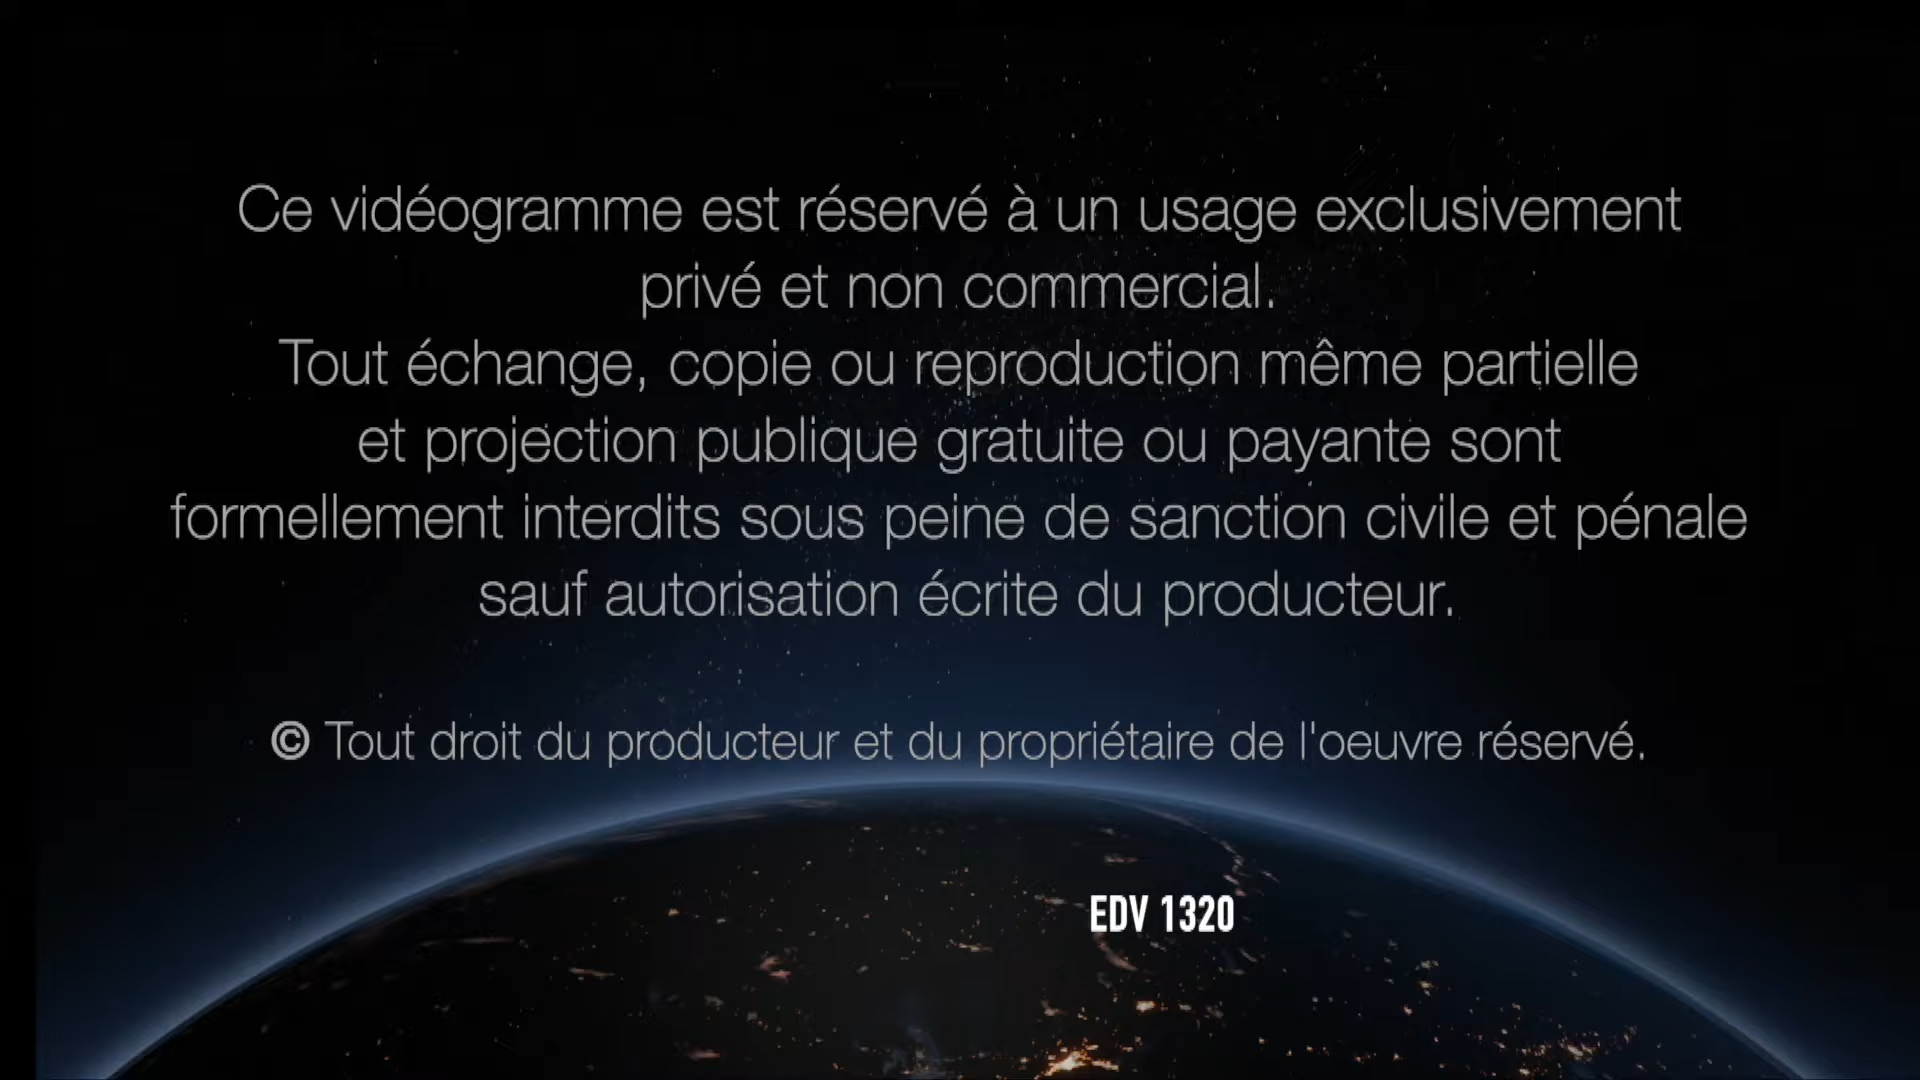 Ce vidéogramme est réservé à un usage exclusivement
privé et non commercial.
Tout échange, copie ou reproduction même partielle
et projection publique gratuite ou payante sont
formellement interdits sous peine de sanction civile et pénale
sauf autorisation écrite du producteur.
© Tout droit du producteur et du propriétaire de l'oeuvre réservé.
EDV 1320